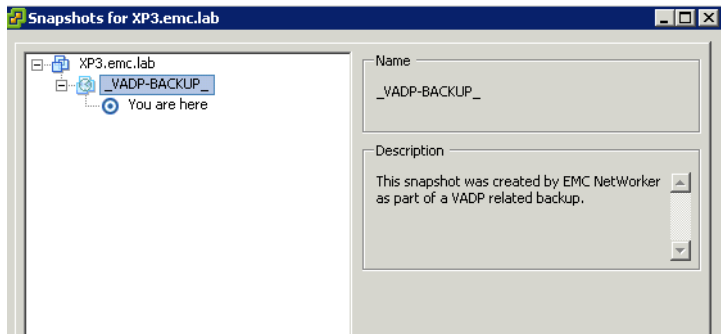 Snapshots for XP3.emc.lab
XP3.emc.lab
_VADP-BACKUP_
You are here
Name
_VADP-BACKUP_
Description
This snapshot was created by EMC NetWorker
as part of a VADP related backup.